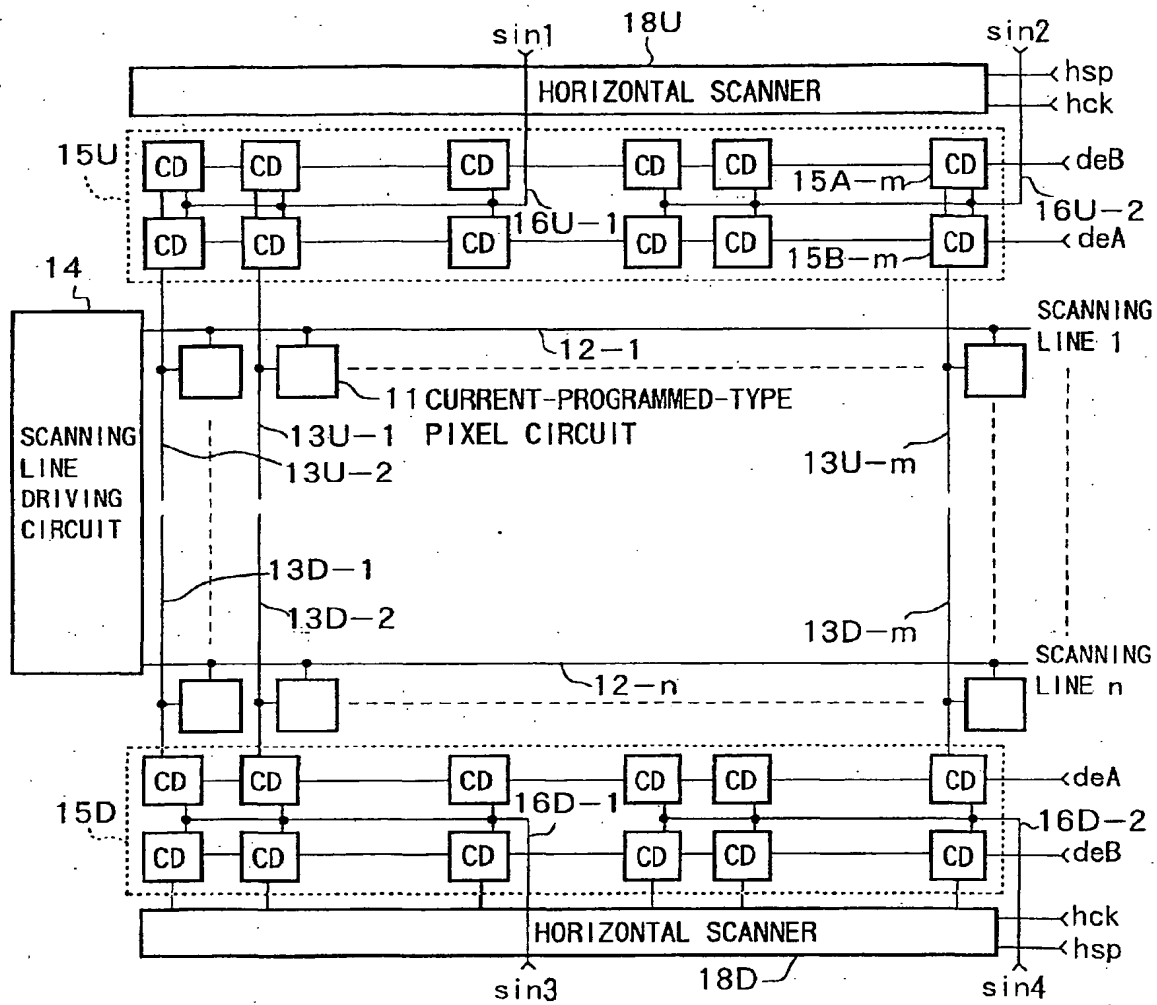 18U
sin1
sin2
HORIZONTAL SCANNER
hsp
hck
15U
CD CD CD CD CD CD
deB
15A-m
16U-1
16U-2
CD CD CD CD CD CD
deA
15B-m
14
SCANNING
LINE 1
12-1
11 CURRENT-PROGRAMMED-TYPE
PIXEL CIRCUIT
SCANNING
LINE
DRIVING
CIRCUIT
13U-1
13U-2
13U-m
13D-1
13D-2
13D-m
SCANNING
LINE n
12-n
CD CD CD CD CD CD
deA
15D
16D-1
16D-2
CD CD CD CD CD CD
deB
HORIZONTAL SCANNER
hck
hsp
18D
sin3
sin4